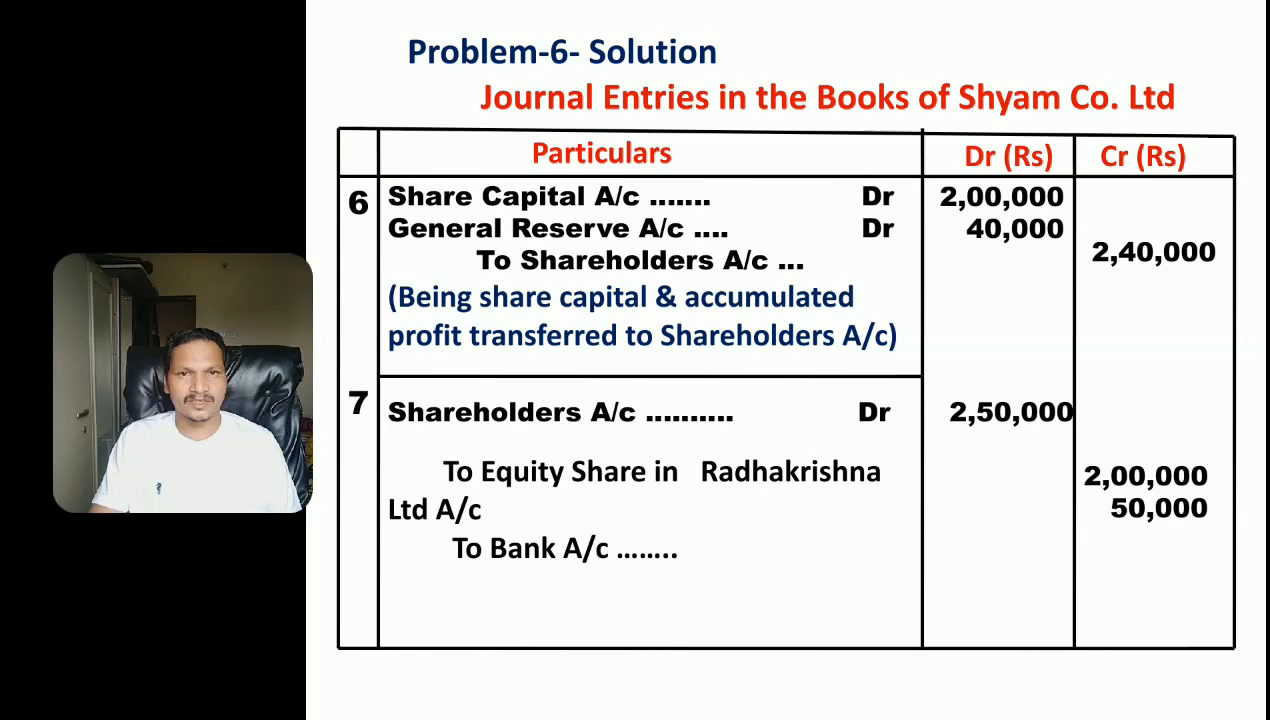 Problem-6- Solution
Journal Entries in the Books of Shyam Co. Ltd
Particulars Dr (Rs) Cr (Rs)
6 Share Capital A/c ....... Dr 2,00,000
General Reserve A/c .... Dr 40,000
To Shareholders A/c ... 2,40,000
(Being share capital & accumulated
profit transferred to Shareholders A/c)
7 Shareholders A/c .......... Dr 2,50,000
To Equity Share in Radhakrishna 2,00,000
Ltd A/c 50,000
To Bank A/c ........